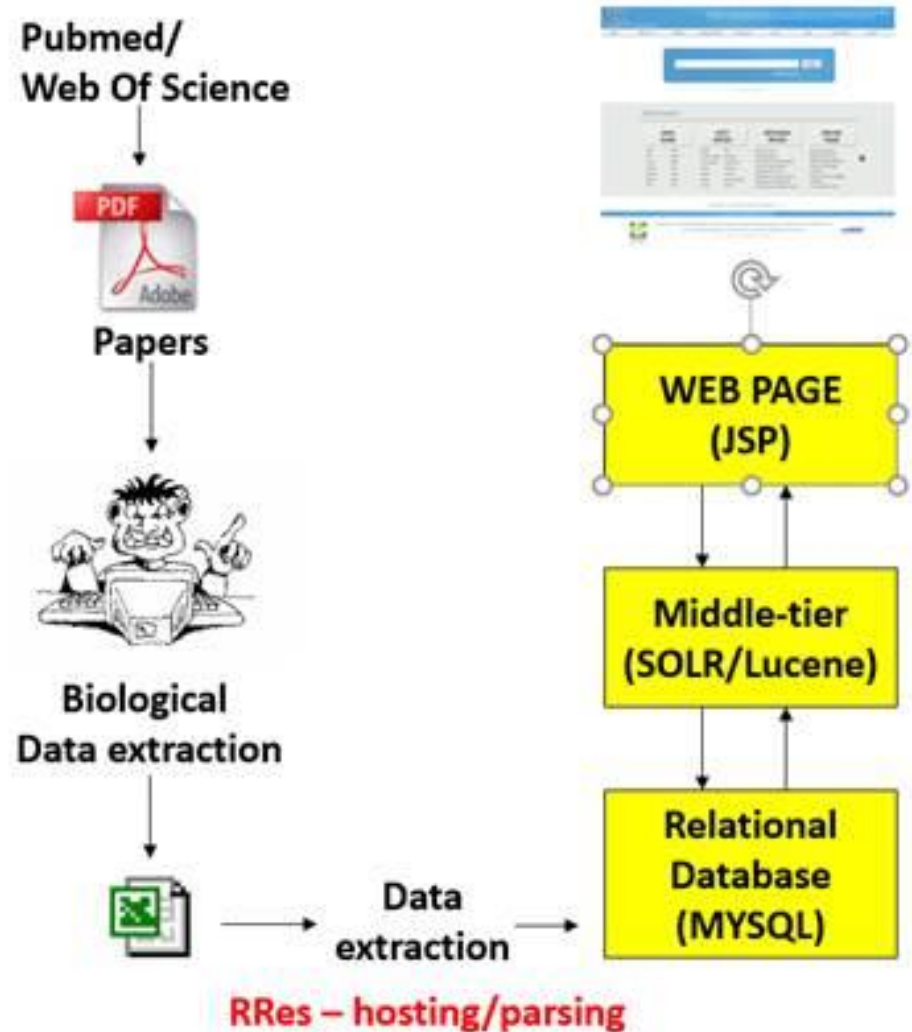 Pubmed/
Web Of Science
PDF
Adobe
Papers
Biological
Data extraction
Data
extraction
RRes – hosting/parsing
WEB PAGE
(JSP)
Middle-tier
(SOLR/Lucene)
Relational
Database
(MYSQL)